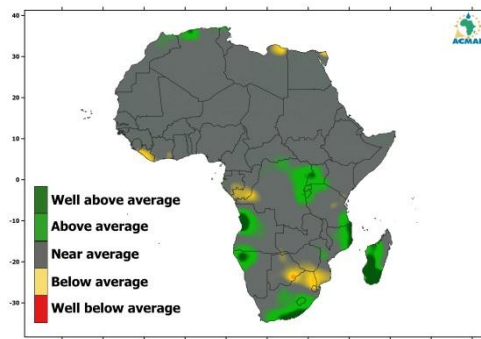 ACMAD
40
30
20
10
0
-10
-20
-30
Well above average
Above average
Near average
Below average
Well below average